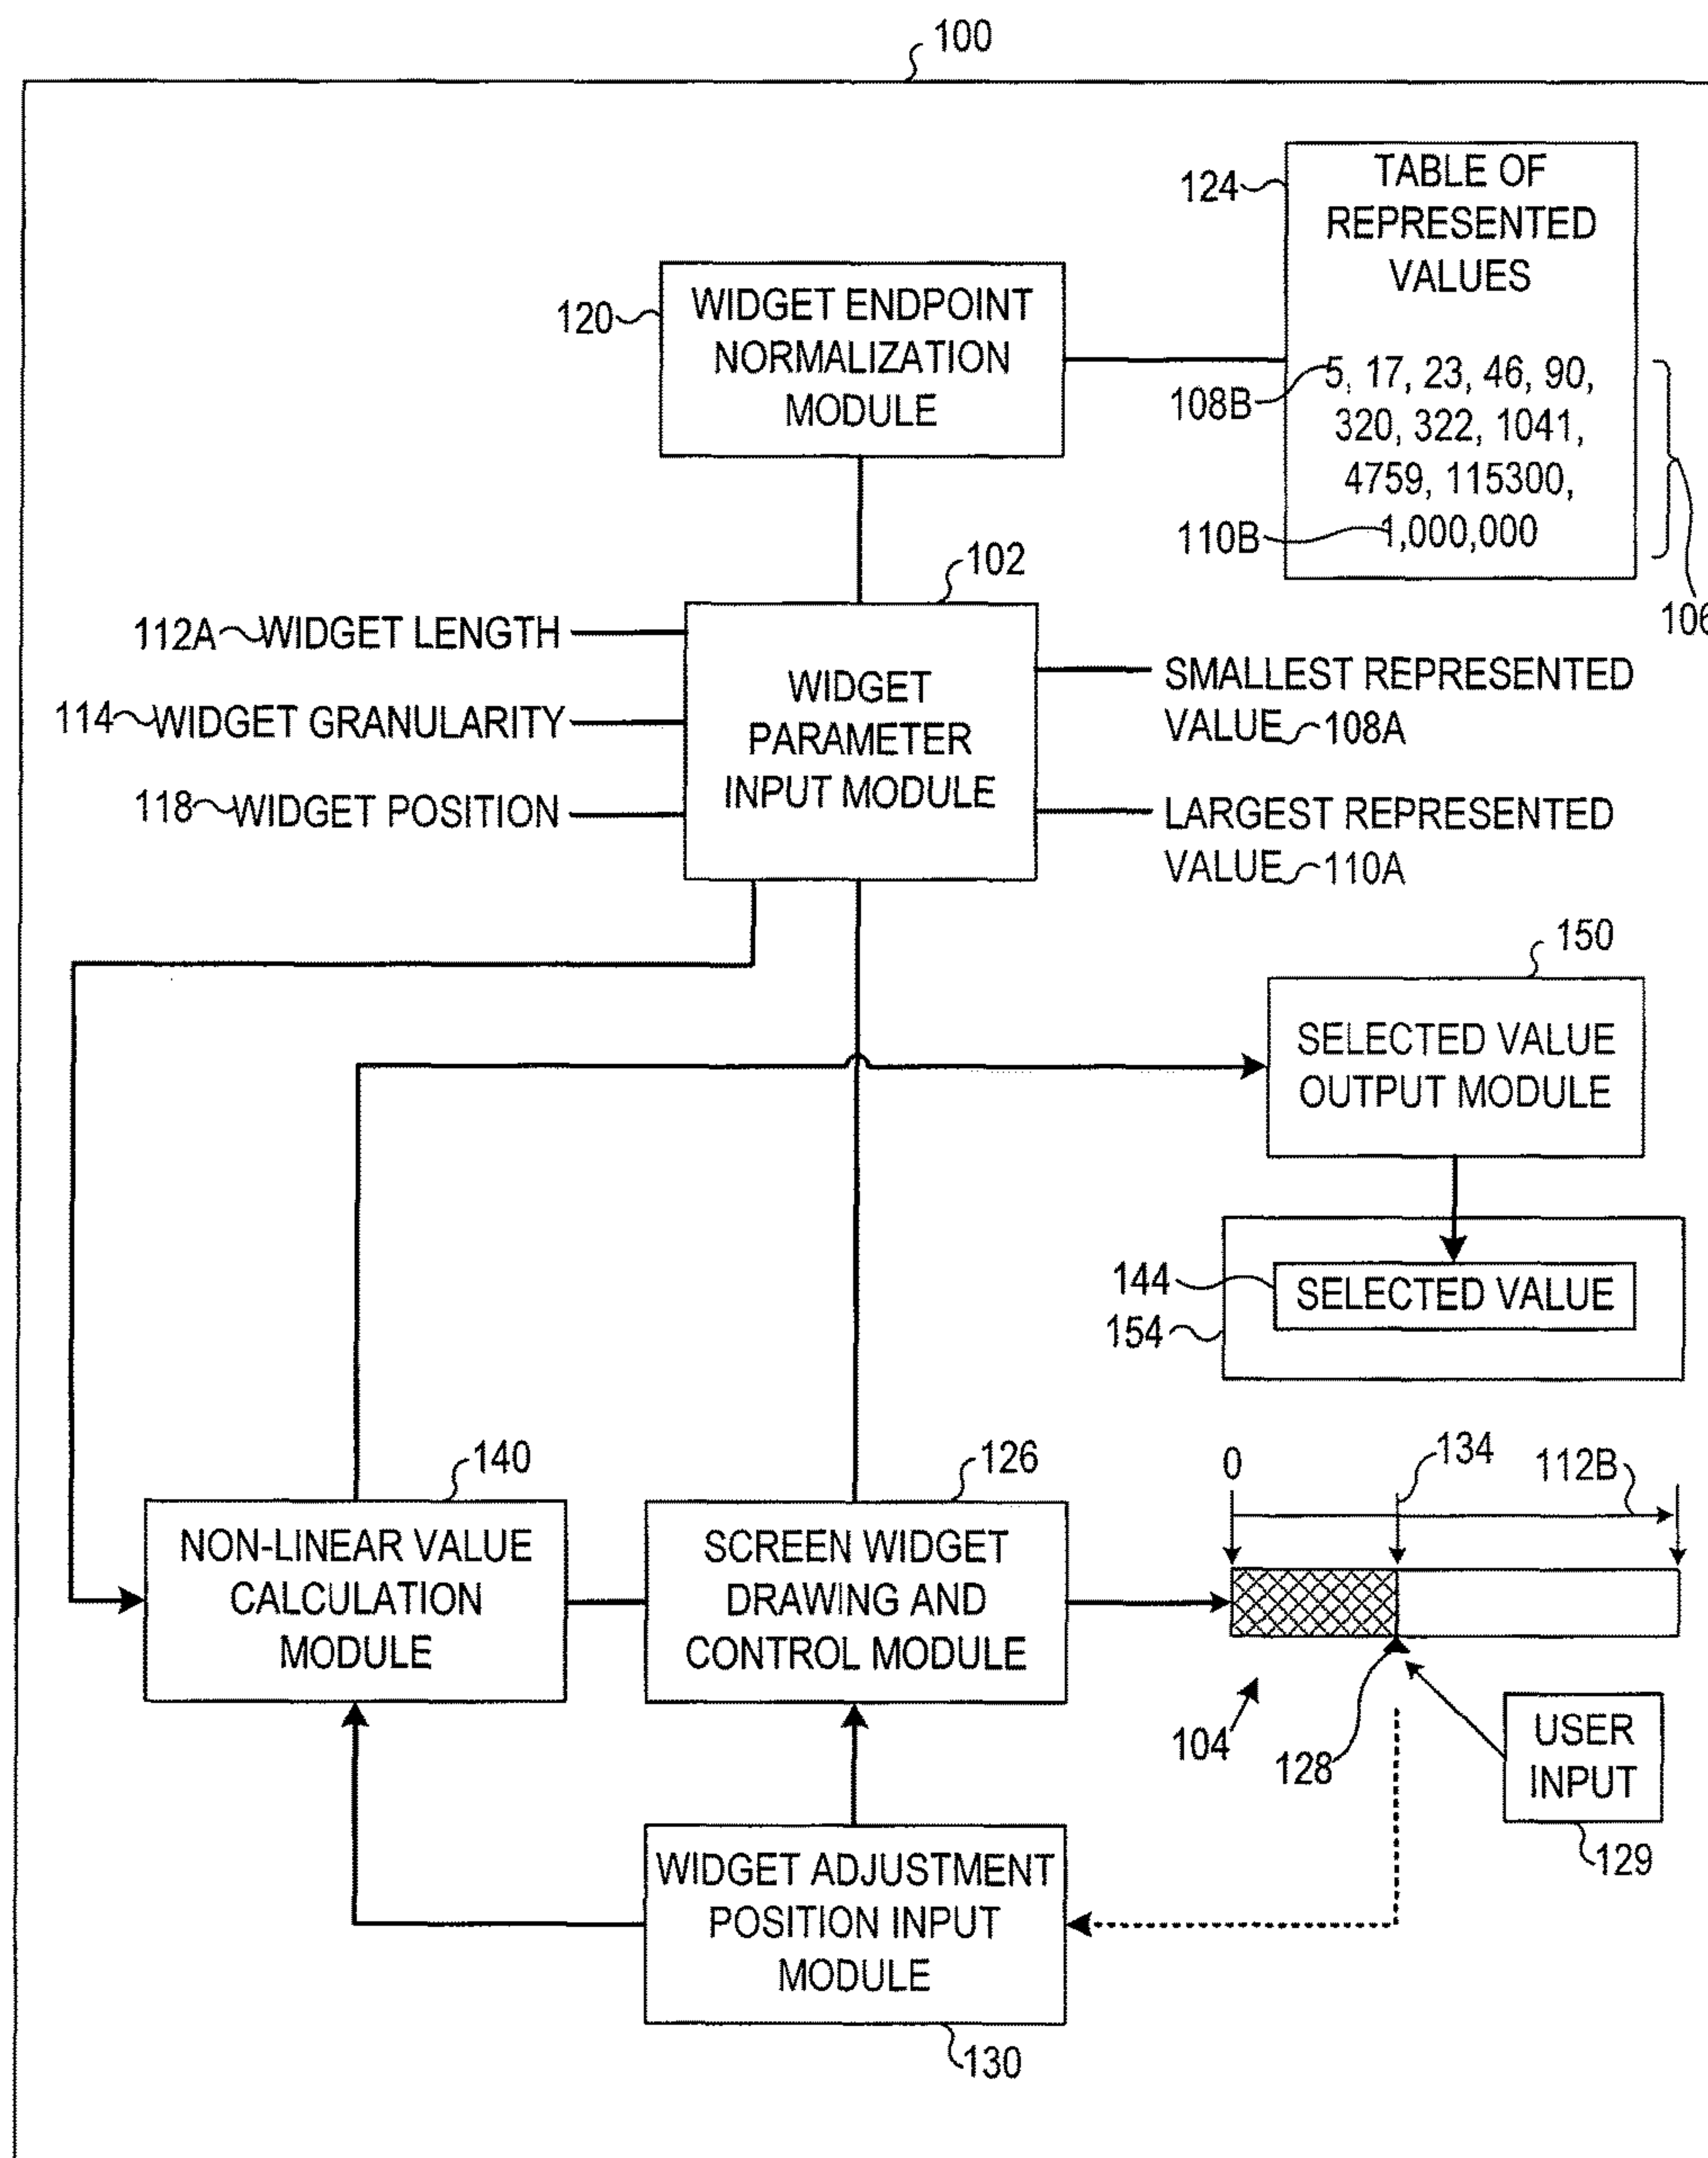 100
124
TABLE OF
REPRESENTED
VALUES
120
WIDGET ENDPOINT
NORMALIZATION
MODULE
108B
5, 17, 23, 46, 90,
320, 322, 1041,
4759, 115300,
110B
1,000,000
106
102
112A WIDGET LENGTH
114 WIDGET GRANULARITY
118 WIDGET POSITION
WIDGET
PARAMETER
INPUT MODULE
SMALLEST REPRESENTED
VALUE 108A
LARGEST REPRESENTED
VALUE 110A
150
SELECTED VALUE
OUTPUT MODULE
144
SELECTED VALUE
154
140
NON-LINEAR VALUE
CALCULATION
MODULE
126
SCREEN WIDGET
DRAWING AND
CONTROL MODULE
0
134
112B
104
128
USER
INPUT
129
WIDGET ADJUSTMENT
POSITION INPUT
MODULE
130